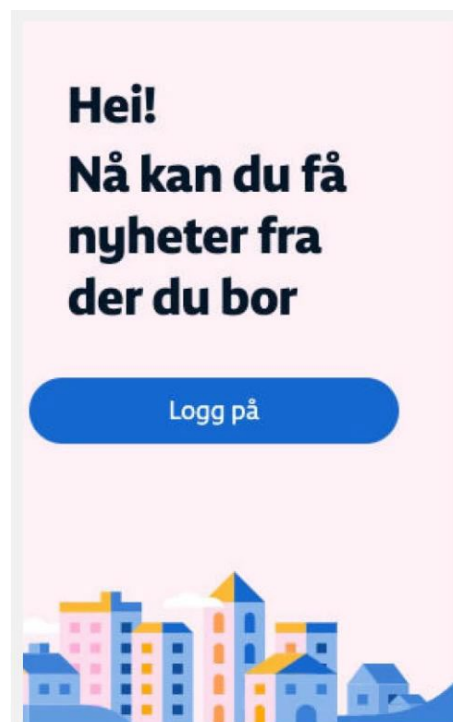 Hei!
Nå kan du få
nyheter fra
der du bor
Logg på